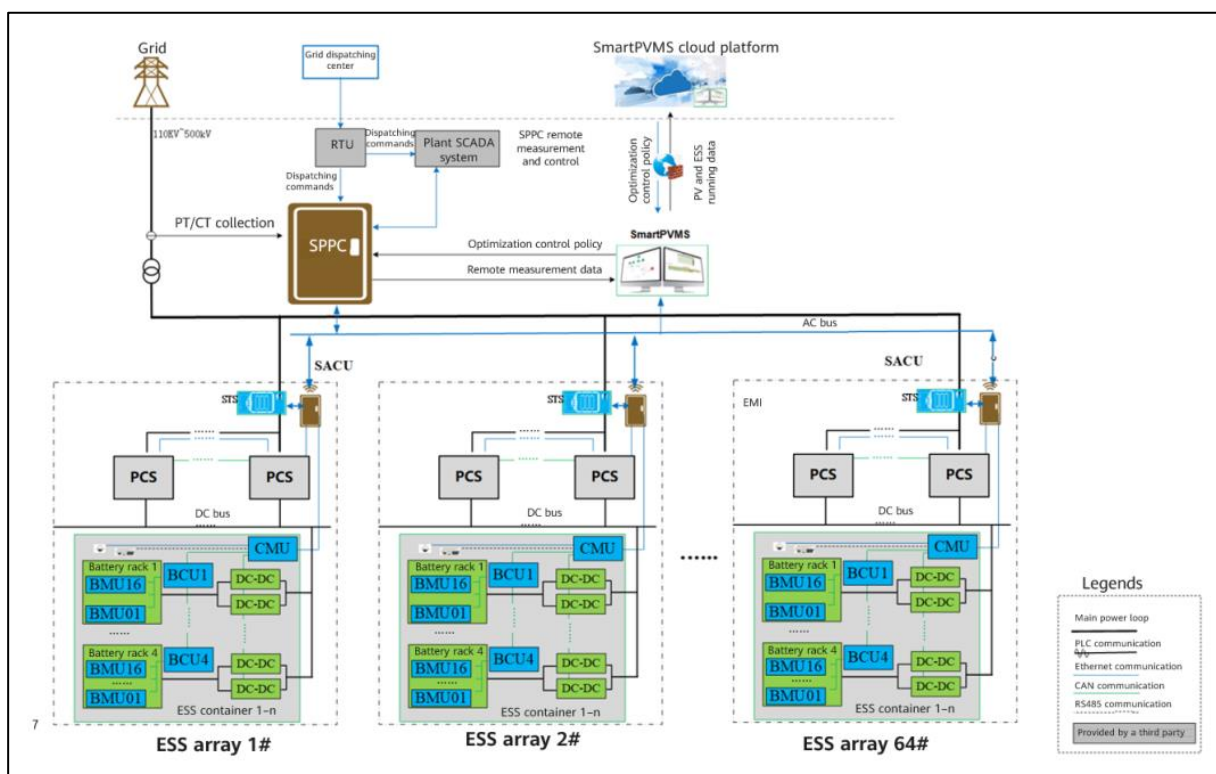 Grid
Grid dispatching
center
SmartPVMS cloud platform
110KV~500kV
RTU
Dispatching
commands
Plant SCADA
system
SPPC remote
measurement
and control
Dispatching
commands
Optimization
control policy
PV and ESS
running data
PT/CT collection
SPPC
SmartPVMS
Optimization control policy
Remote measurement data
AC bus
SACU
SACU
STS
STS
EMI
STS
......
......
......
......
......
......
......
......
......
PCS
PCS
PCS
PCS
PCS
PCS
DC bus
......
DC bus
......
DC bus
......
CMU
Battery rack 1
BMU16
BMU01
BCU1
DC-DC
DC-DC
......
Battery rack 4
BMU16
......
BMU01
BCU4
DC-DC
DC-DC
ESS container 1–n
ESS array 1#
CMU
Battery rack 1
BMU16
BMU01
BCU1
DC-DC
DC-DC
......
Battery rack 4
BMU16
......
BMU01
BCU4
DC-DC
DC-DC
ESS container 1–n
ESS array 2#
......
CMU
Battery rack 1
BMU16
BMU01
BCU1
DC-DC
DC-DC
......
Battery rack 4
BMU16
......
BMU01
BCU4
DC-DC
DC-DC
ESS container 1–n
ESS array 64#
Legends
Main power loop
PLC communication
Ethernet communication
CAN communication
RS485 communication
Provided by a third party
7